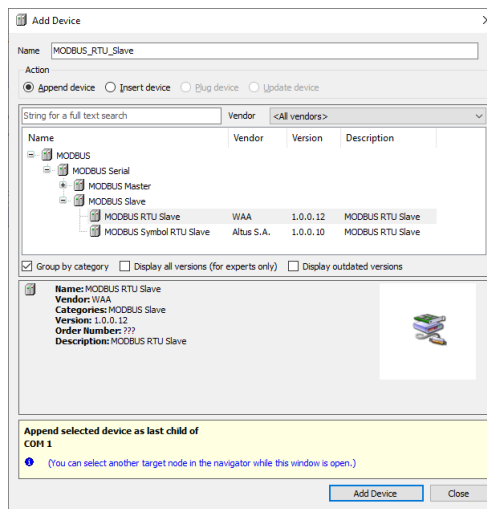 Add Device
Name MODBUS_RTU_Slave
Action
Append device Insert device Plug device Update device
String for a full text search Vendor <All vendors>
Name Vendor Version Description
MODBUS
MODBUS Serial
MODBUS Master
MODBUS Slave
MODBUS RTU Slave WAA 1.0.0.12 MODBUS RTU Slave
MODBUS Symbol RTU Slave Altus S.A. 1.0.0.10 MODBUS RTU Slave
Group by category Display all versions (for experts only) Display outdated versions
Name: MODBUS RTU Slave
Vendor: WAA
Categories: MODBUS Slave
Version: 1.0.0.12
Order Number: ???
Description: MODBUS RTU Slave
Append selected device as last child of
COM 1
(You can select another target node in the navigator while this window is open.)
Add Device Close